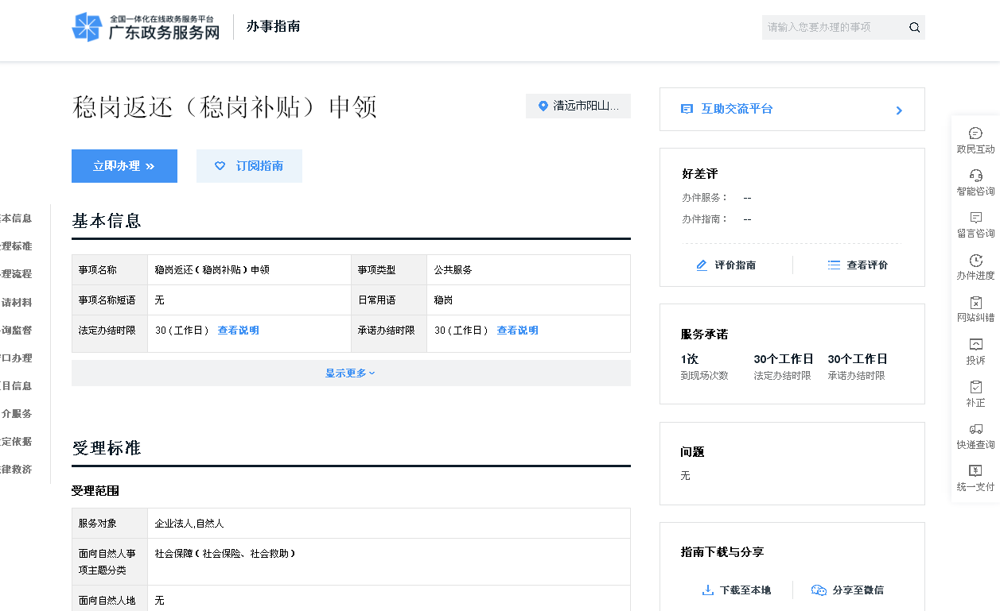 全国一体化在线政务服务平台
广东政务服务网
办事指南
请输入您要办理的事项
稳岗返还（稳岗补贴）申领
清远市阳山...
立即办理
订阅指南
本信息
理标准
理流程
请材料
询监督
口办理
目信息
介服务
定依据
律救济
基本信息
事项名称 稳岗返还（稳岗补贴）申领 事项类型 公共服务
事项名称短语 无 日常用语 稳岗
法定办结时限 30（工作日） 查看说明 承诺办结时限 30（工作日） 查看说明
显示更多
受理标准
受理范围
服务对象 企业法人,自然人
面向自然人事
项主题分类
社会保障（社会保险、社会救助）
面向自然人地 无
互助交流平台
好差评
办件服务： --
办件指南： --
评价指南 查看评价
服务承诺
1次 30个工作日 30个工作日
到现场次数 法定办结时限 承诺办结时限
问题
无
指南下载与分享
下载至本地 分享至微信
政民互动
智能咨询
留言咨询
办件进度
网站纠错
投诉
补正
快递查询
统一支付